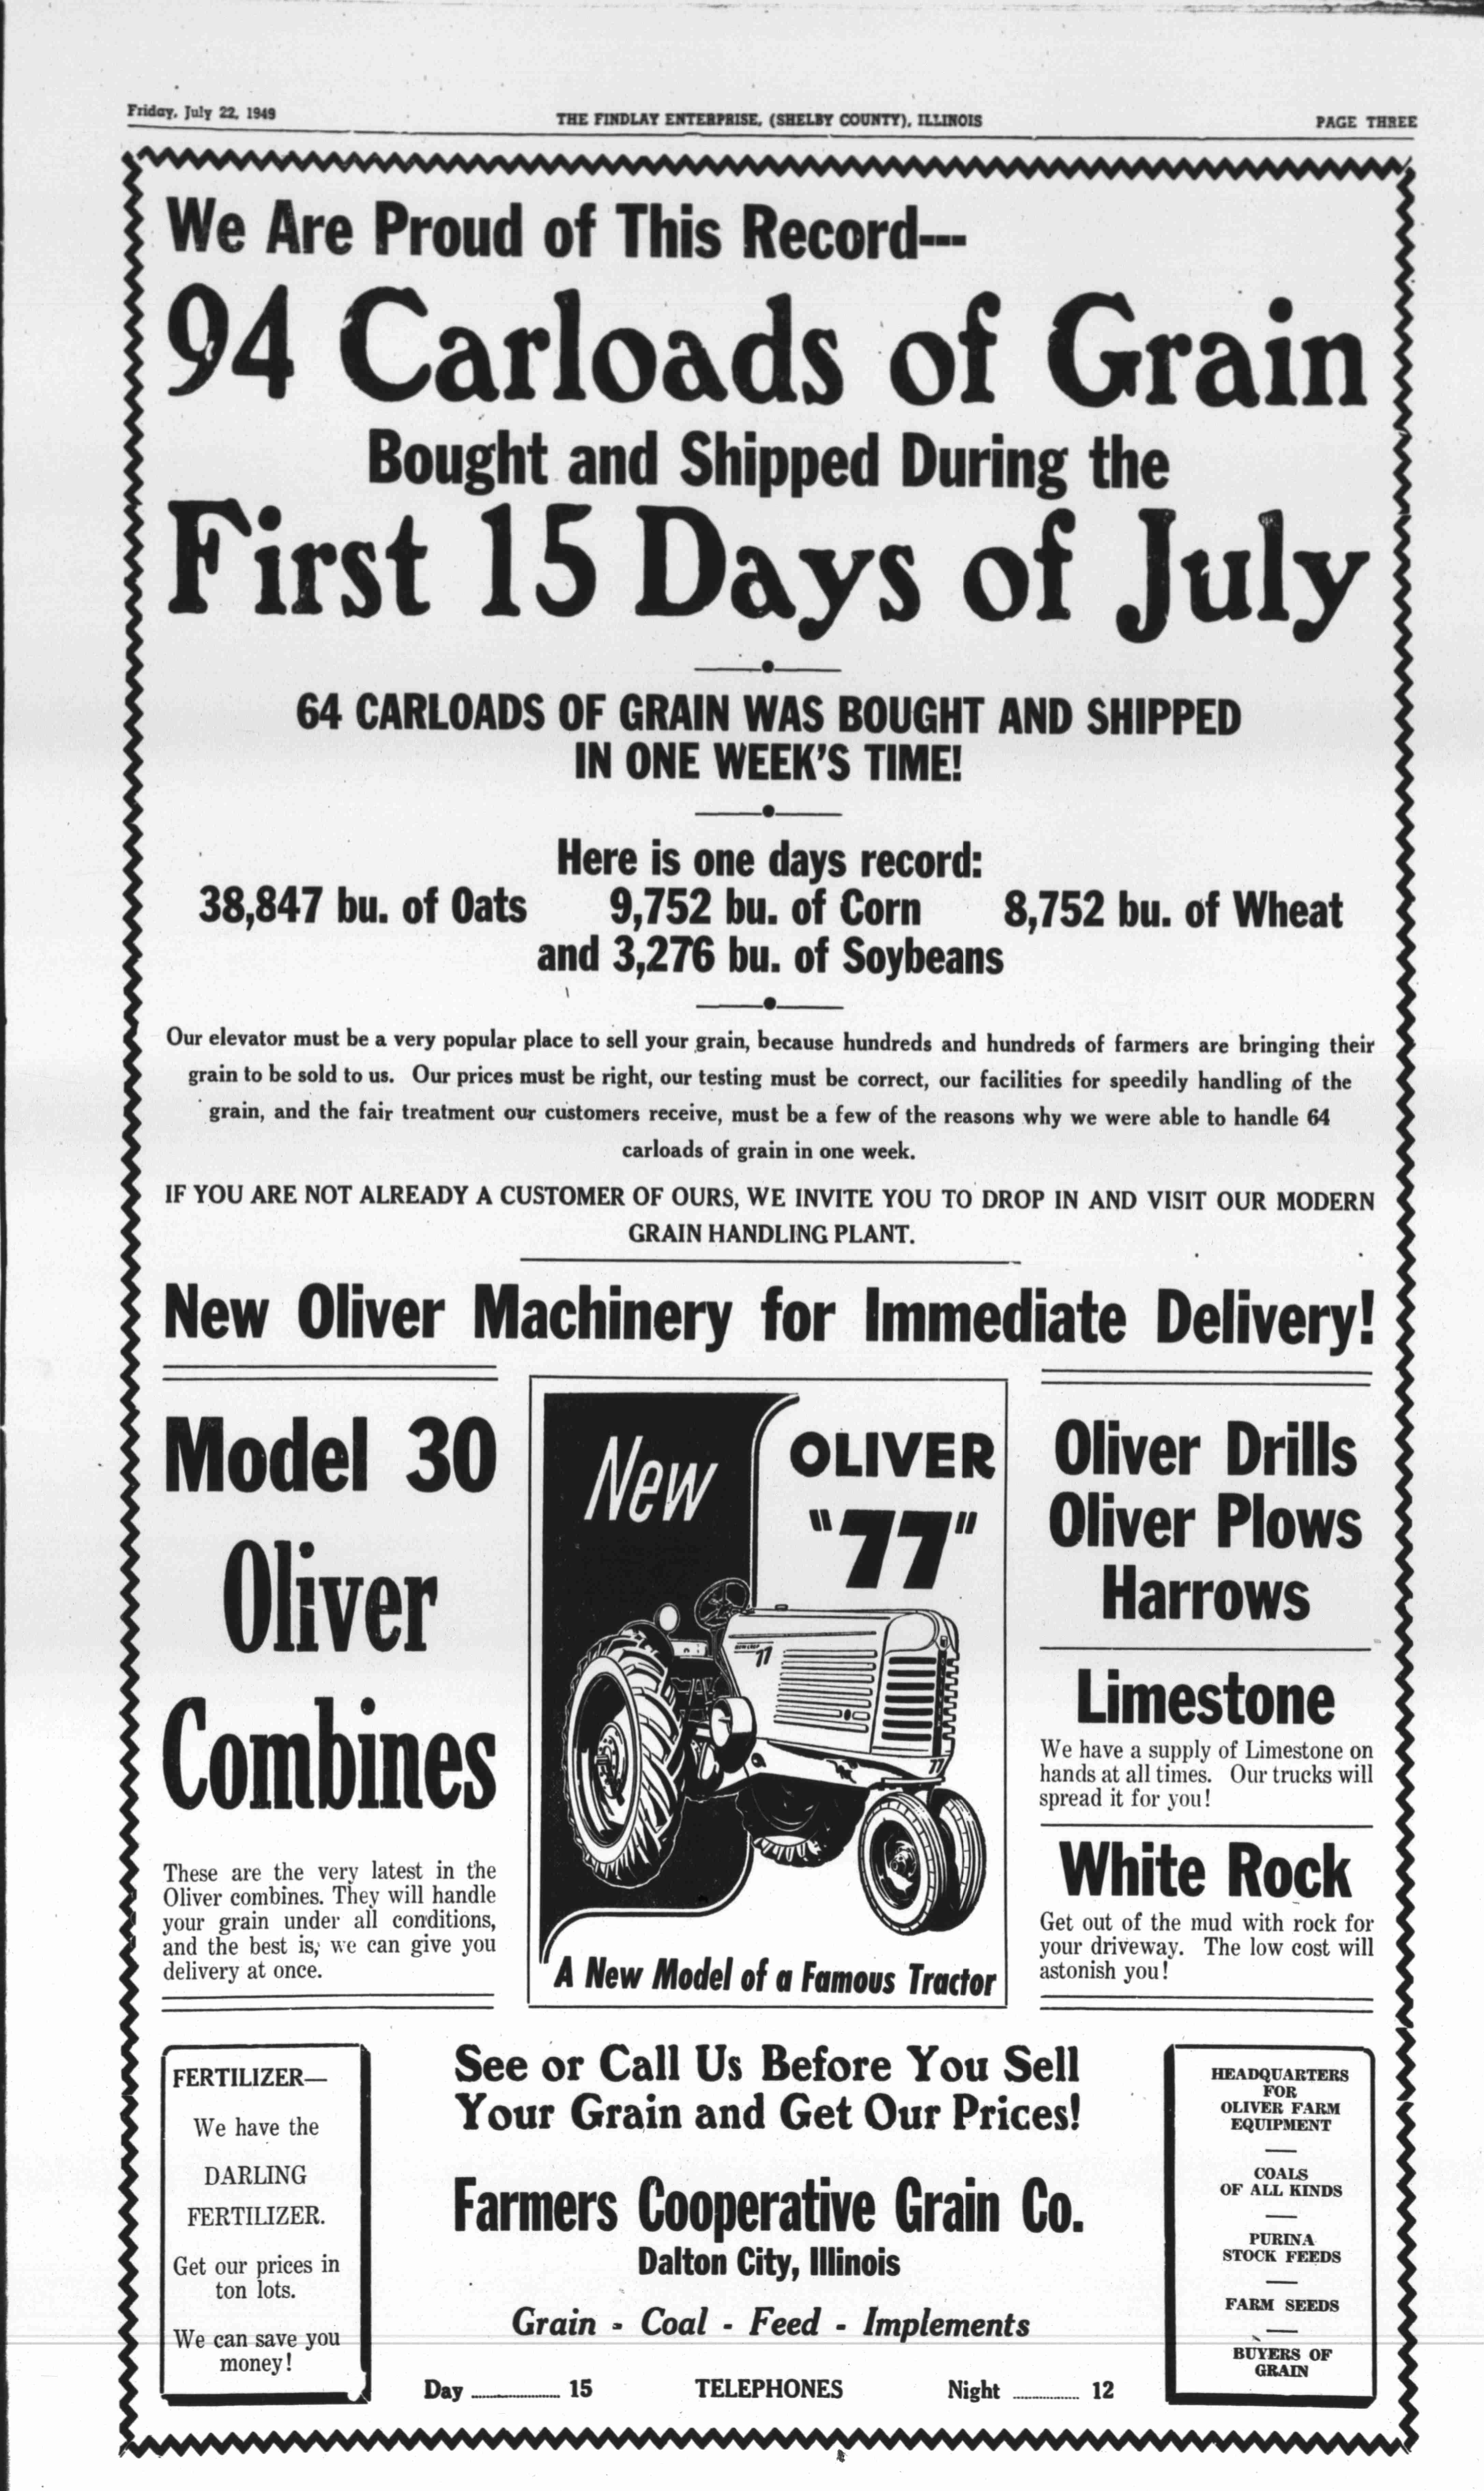 Friday, July 22, 1949
THE FINDLAY ENTERPRISE, (SHELBY COUNTY), ILLINOIS
PAGE THREE
We Are Proud of This Record---
94 Carloads of Grain
Bought and Shipped During the
First 15 Days of July
64 CARLOADS OF GRAIN WAS BOUGHT AND SHIPPED
IN ONE WEEK'S TIME!
Here is one days record:
38,847 bu. of Oats 9,752 bu. of Corn 8,752 bu. of Wheat
and 3,276 bu. of Soybeans
Our elevator must be a very popular place to sell your grain, because hundreds and hundreds of farmers are bringing their
grain to be sold to us. Our prices must be right, our testing must be correct, our facilities for speedily handling of the
grain, and the fair treatment our customers receive, must be a few of the reasons why we were able to handle 64
carloads of grain in one week.
IF YOU ARE NOT ALREADY A CUSTOMER OF OURS, WE INVITE YOU TO DROP IN AND VISIT OUR MODERN
GRAIN HANDLING PLANT.
New Oliver Machinery for Immediate Delivery!
Model 30
Oliver
Combines
These are the very latest in the
Oliver combines. They will handle
your grain under all conditions,
and the best is, we can give you
delivery at once.
New
OLIVER
"77"
77
77
A New Model of a Famous Tractor
Oliver Drills
Oliver Plows
Harrows
Limestone
We have a supply of Limestone on
hands at all times. Our trucks will
spread it for you!
White Rock
Get out of the mud with rock for
your driveway. The low cost will
astonish you!
FERTILIZER—
We have the
DARLING
FERTILIZER.
Get our prices in
ton lots.
We can save you
money!
See or Call Us Before You Sell
Your Grain and Get Our Prices!
Farmers Cooperative Grain Co.
Dalton City, Illinois
Grain - Coal - Feed - Implements
Day ........ 15 TELEPHONES Night ........ 12
HEADQUARTERS
FOR
OLIVER FARM
EQUIPMENT
COALS
OF ALL KINDS
PURINA
STOCK FEEDS
FARM SEEDS
BUYERS OF
GRAIN